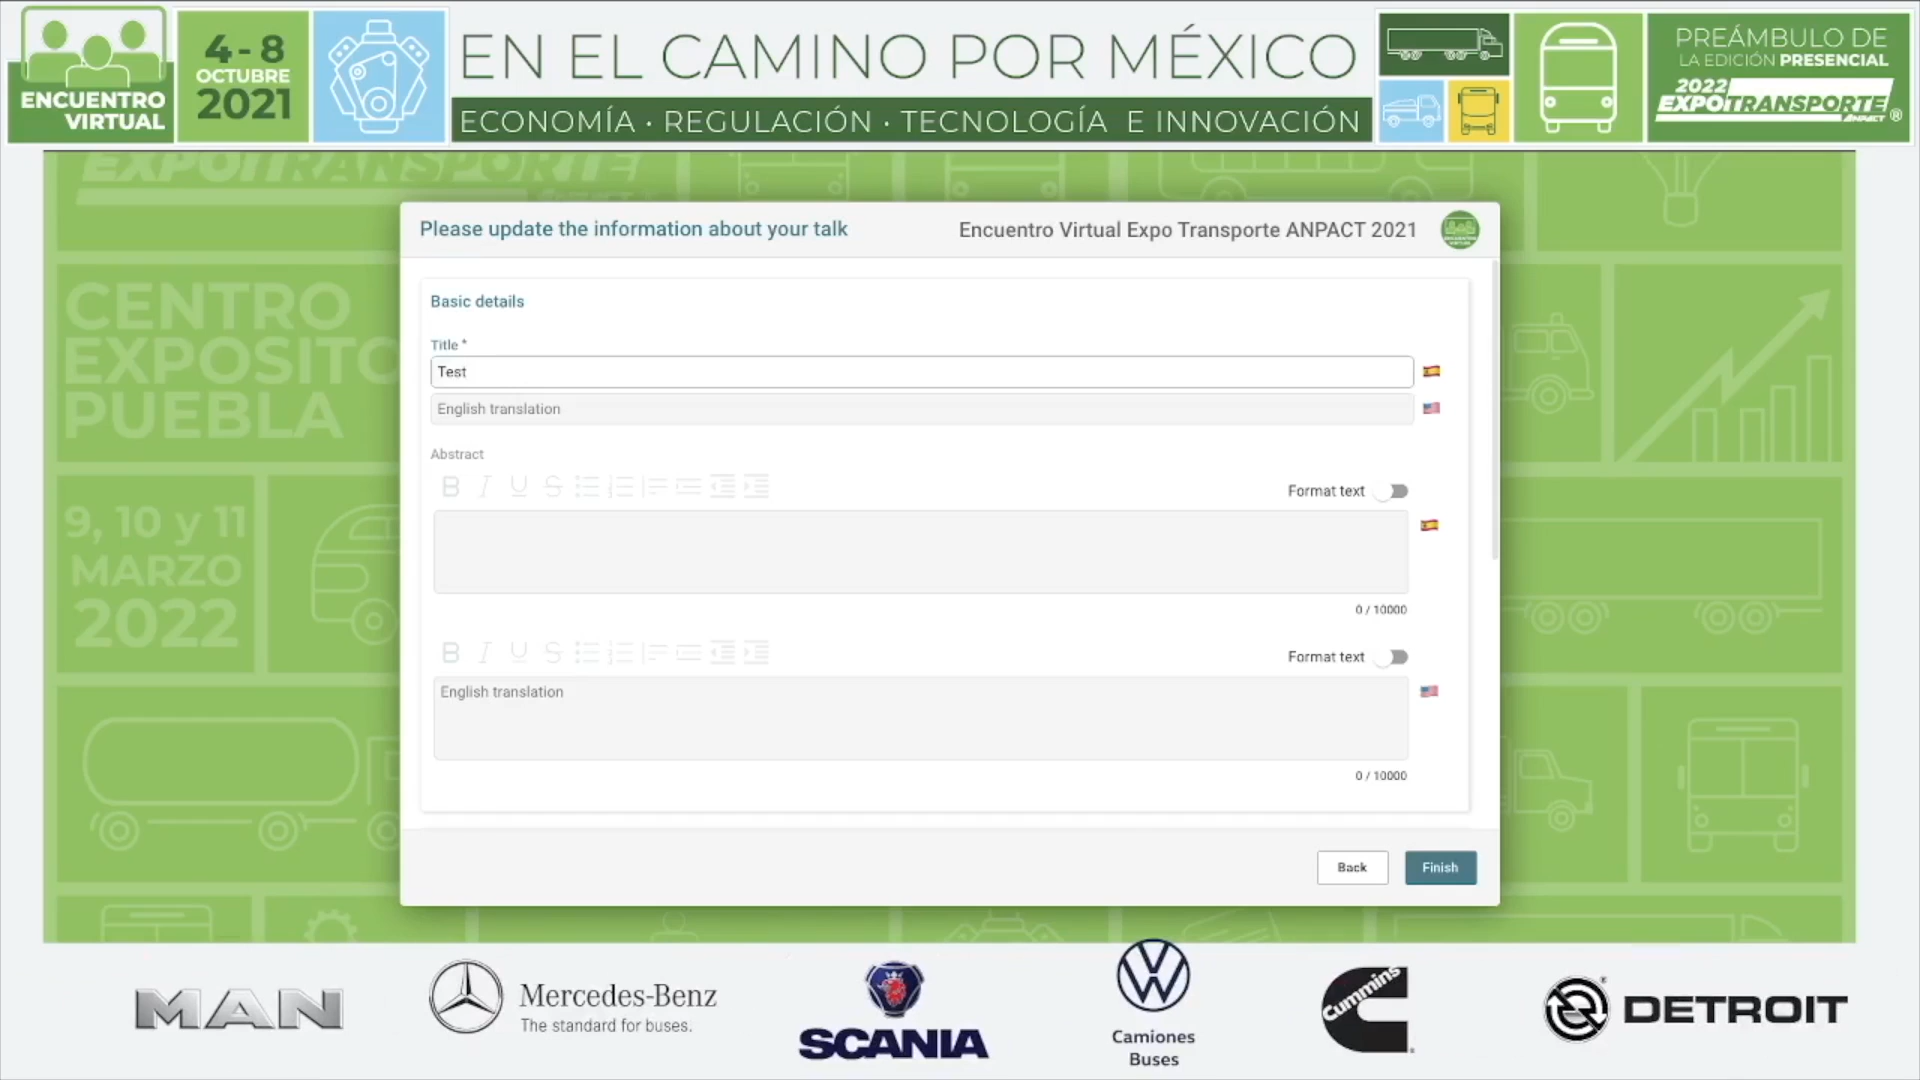 ENCUENTRO
VIRTUAL
4 - 8
OCTUBRE
2021
EN EL CAMINO POR MÉXICO
ECONOMÍA · REGULACIÓN · TECNOLOGÍA E INNOVACIÓN
PREÁMBULO DE
LA EDICIÓN PRESENCIAL
2022
EXPOTRANSPORTE
ANPACT ®
EXPOTRANSPORTE
CENTRO
EXPOSITO
PUEBLA
9, 10 y 11
MARZO
2022
Please update the information about your talk
Encuentro Virtual Expo Transporte ANPACT 2021
Basic details
Title *
Test
English translation
Abstract
B I U S
Format text
0 / 10000
B I U S
Format text
English translation
0 / 10000
Back
Finish
MAN
Mercedes-Benz
The standard for buses.
SCANIA
Camiones
Buses
Cummins
DETROIT